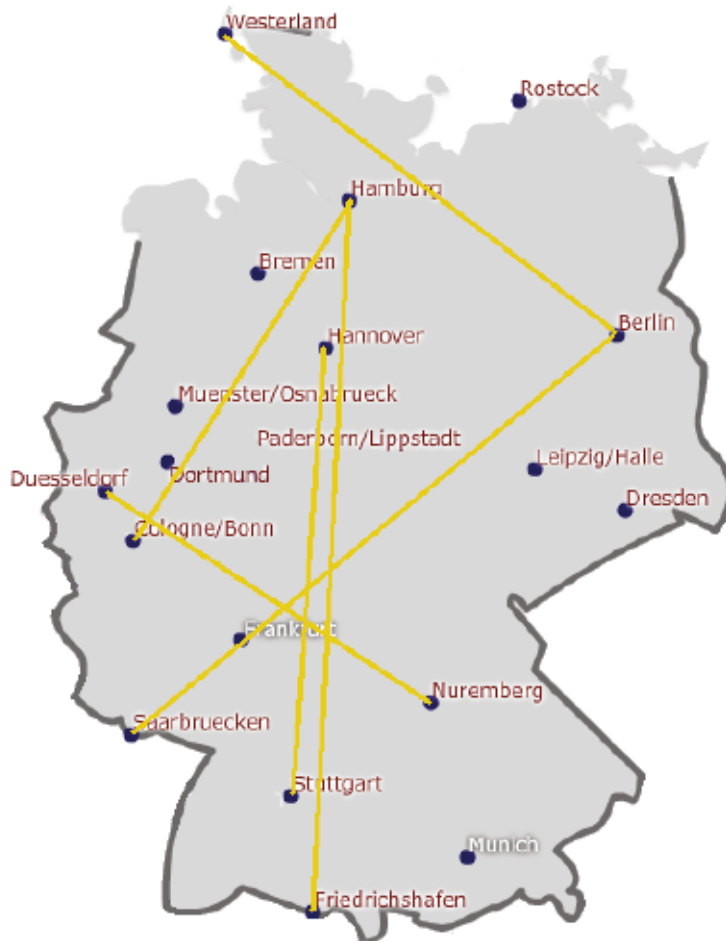 Westerland
Rostock
Hamburg
Bremen
Berlin
Hannover
Muenster/Osnabrueck
Paderborn/Lippstadt
Leipzig/Halle
Dortmund
Duesseldorf
Dresden
Cologne/Bonn
Frankfurt
Nuremberg
Saarbruecken
Stuttgart
Munich
Friedrichshafen